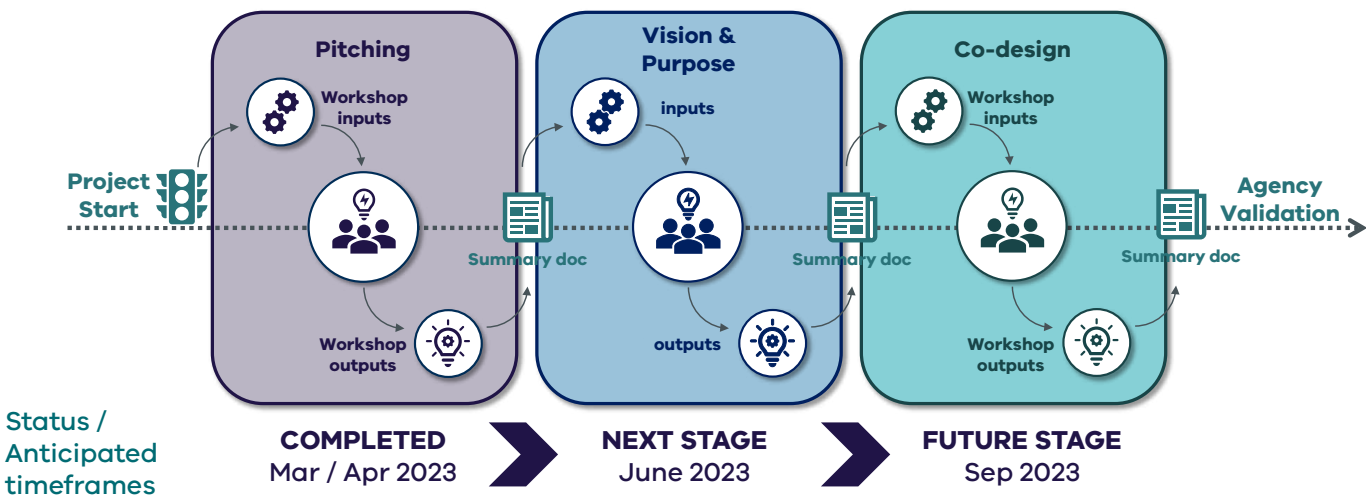 Pitching
Vision &
Purpose
Co-design
Workshop
inputs
inputs
Workshop
inputs
Project
Start
Agency
Validation
Summary doc
Summary doc
Summary doc
Workshop
outputs
outputs
Workshop
outputs
Status /
Anticipated
timeframes
COMPLETED
Mar / Apr 2023
NEXT STAGE
June 2023
FUTURE STAGE
Sep 2023